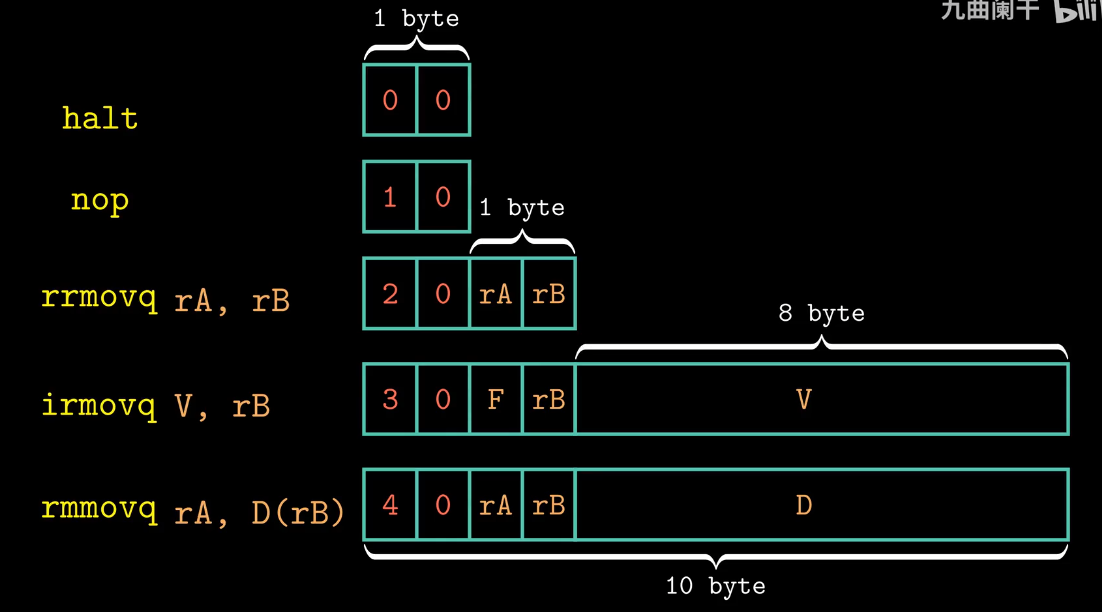 九曲阑干 bili
1 byte
halt 0 0
nop 1 0
1 byte
rrmovq rA, rB 2 0 rA rB
8 byte
irmovq V, rB 3 0 F rB V
rmmovq rA, D(rB) 4 0 rA rB D
10 byte